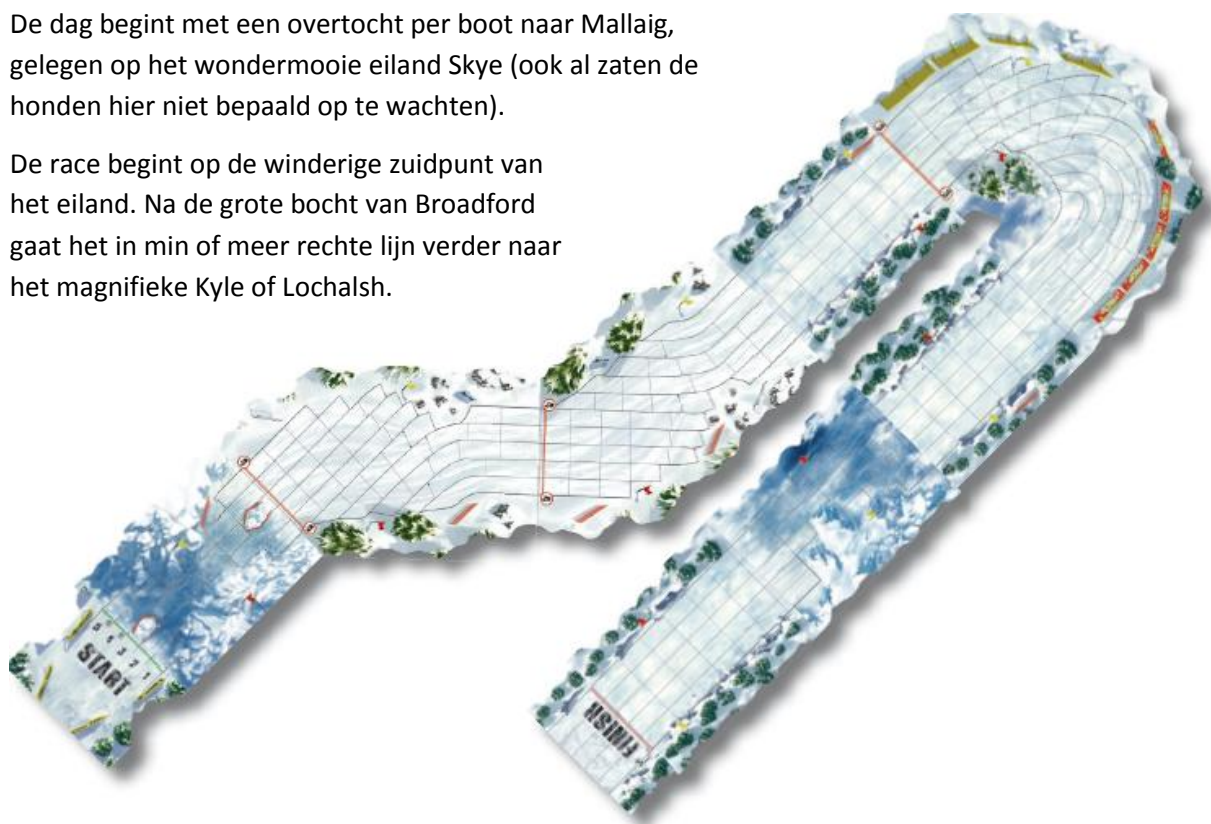 De dag begint met een overtocht per boot naar Mallaig,
gelegen op het wondermooie eiland Skye (ook al zaten de
honden hier niet bepaald op te wachten).
De race begint op de winderige zuidpunt van
het eiland. Na de grote bocht van Broadford
gaat het in min of meer rechte lijn verder naar
het magnifieke Kyle of Lochalsh.
START
FINISH